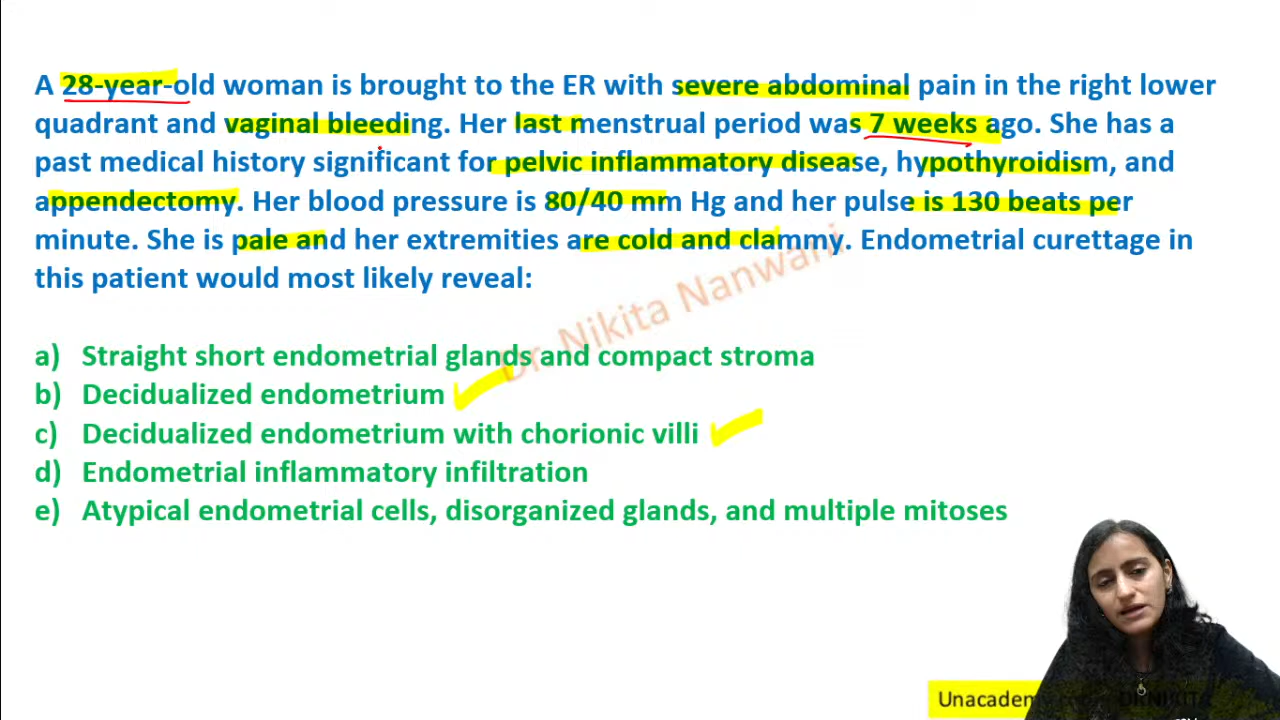 A 28-year-old woman is brought to the ER with severe abdominal pain in the right lower
quadrant and vaginal bleeding. Her last menstrual period was 7 weeks ago. She has a
past medical history significant for pelvic inflammatory disease, hypothyroidism, and
appendectomy. Her blood pressure is 80/40 mm Hg and her pulse is 130 beats per
minute. She is pale and her extremities are cold and clammy. Endometrial curettage in
this patient would most likely reveal:
Dr. Nikita Nanwani
a) Straight short endometrial glands and compact stroma
b) Decidualized endometrium
c) Decidualized endometrium with chorionic villi
d) Endometrial inflammatory infiltration
e) Atypical endometrial cells, disorganized glands, and multiple mitoses
Unacademy